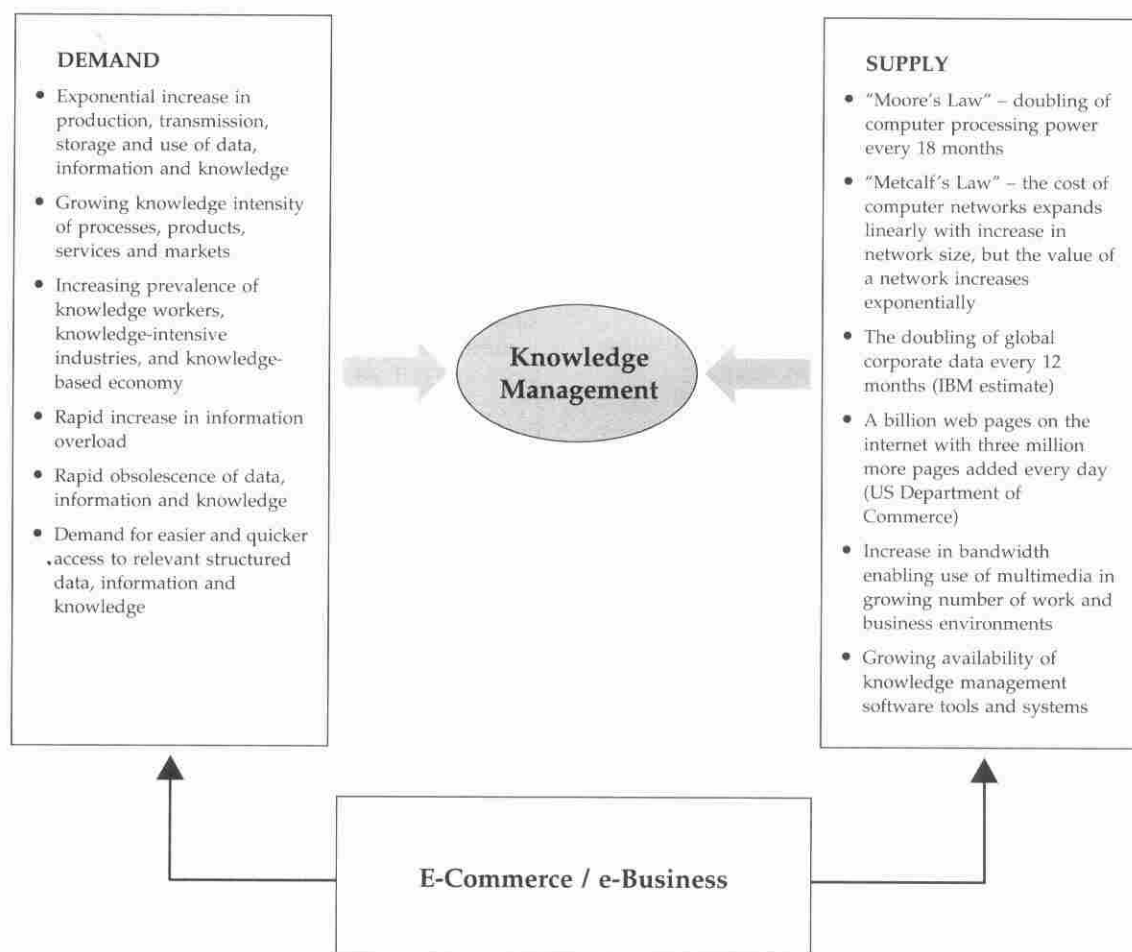 DEMAND
• Exponential increase in
production, transmission,
storage and use of data,
information and knowledge
• Growing knowledge intensity
of processes, products,
services and markets
• Increasing prevalence of
knowledge workers,
knowledge-intensive
industries, and knowledge-
based economy
• Rapid increase in information
overload
• Rapid obsolescence of data,
information and knowledge
• Demand for easier and quicker
access to relevant structured
data, information and
knowledge
Knowledge
Management
SUPPLY
• "Moore's Law" – doubling of
computer processing power
every 18 months
• "Metcalf's Law" – the cost of
computer networks expands
linearly with increase in
network size, but the value of
a network increases
exponentially
• The doubling of global
corporate data every 12
months (IBM estimate)
• A billion web pages on the
internet with three million
more pages added every day
(US Department of
Commerce)
• Increase in bandwidth
enabling use of multimedia in
growing number of work and
business environments
• Growing availability of
knowledge management
software tools and systems
E-Commerce / e-Business